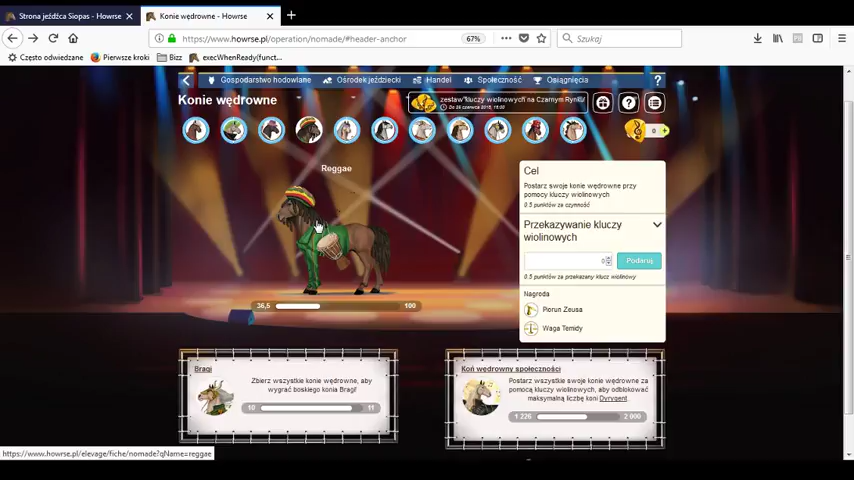 Strona jeźdźca Siopas - Howrse
Konie wędrowne - Howrse
https://www.howrse.pl/operation/nomade/#header-anchor
67%
Szukaj
Często odwiedzane
Pierwsze kroki
Bizz
execWhenReady(funct...
Gospodarstwo hodowlane
Ośrodek jeździecki
Handel
Społeczność
Osiągnięcia
?
Konie wędrowne
zestaw "kluczy wiolinowych" na Czarnym Rynku!
?
0 +
Reggae
36,5
100
Cel
Postarz swoje konie wędrowne przy
pomocy kluczy wiolinowych
0.5 punktów za czynność
Przekazywanie kluczy
wiolinowych
0
Podaruj
0.5 punktów za przekazany klucz wiolinowy
Nagroda
Piorun Zeusa
Waga Temidy
Bragi
Zbierz wszystkie konie wędrowne, aby
wygrać boskiego konia Bragi!
10
11
Koń wędrowny społeczności
Postarz wszystkie swoje konie wędrowne za
pomocą kluczy wiolinowych, aby odblokować
maksymalną liczbę koni Dyrygent.
1 226
2 000
https://www.howrse.pl/elevage/fiche/nomade?qName=reggae